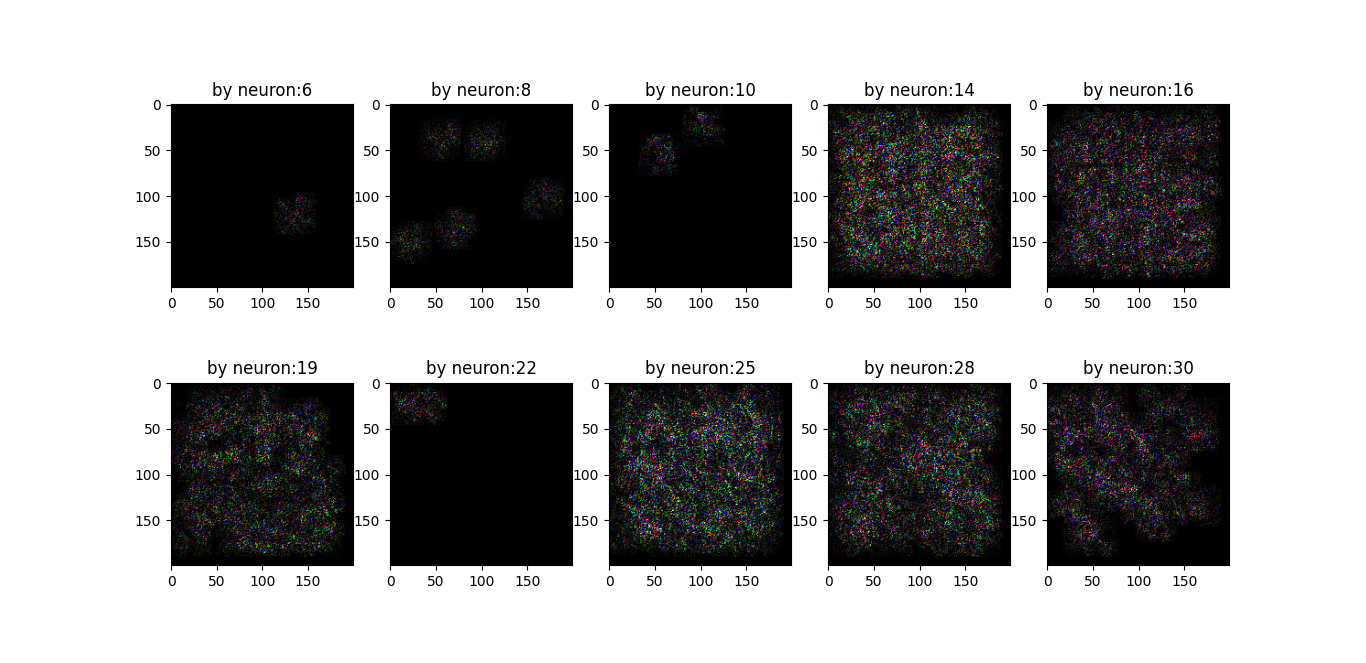 by neuron:6
by neuron:8
by neuron:10
by neuron:14
by neuron:16
0
50
100
150
0
50
100
150
0
50
100
150
0
50
100
150
0
50
100
150
0 50 100 150
0 50 100 150
0 50 100 150
0 50 100 150
0 50 100 150
by neuron:19
by neuron:22
by neuron:25
by neuron:28
by neuron:30
0
50
100
150
0
50
100
150
0
50
100
150
0
50
100
150
0
50
100
150
0 50 100 150
0 50 100 150
0 50 100 150
0 50 100 150
0 50 100 150